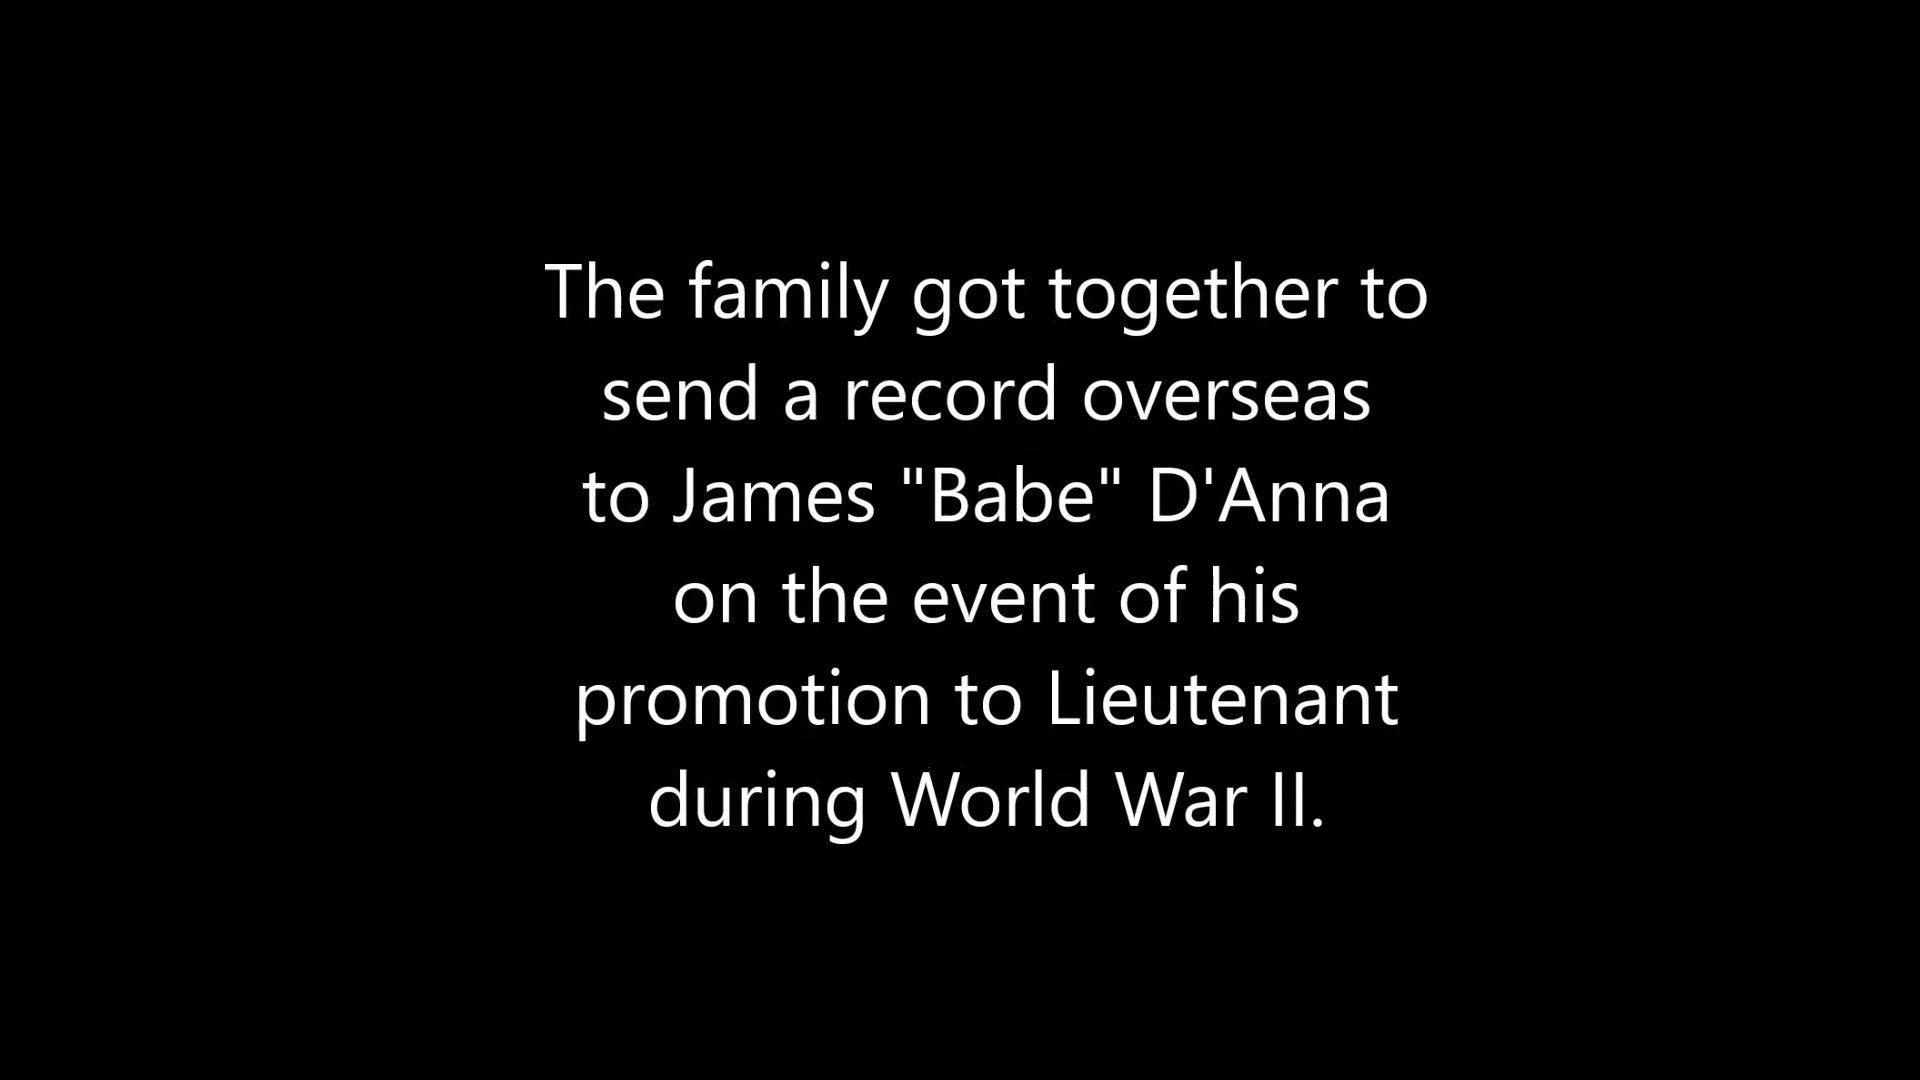 The family got together to
send a record overseas
to James "Babe" D'Anna
on the event of his
promotion to Lieutenant
during World War II.